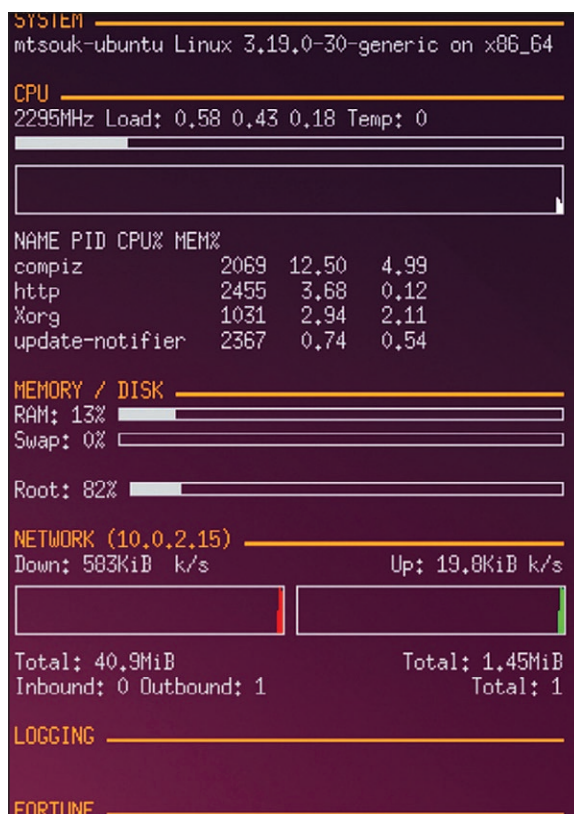 SYSTEM
mtsouk-ubuntu Linux 3.19.0-30-generic on x86_64
CPU
2295MHz Load: 0.58 0.43 0.18 Temp: 0
NAME PID CPU% MEM%
compiz 2069 12.50 4.99
http 2455 3.68 0.12
Xorg 1031 2.94 2.11
update-notifier 2367 0.74 0.54
MEMORY / DISK
RAM: 13%
Swap: 0%
Root: 82%
NETWORK (10.0.2.15)
Down: 583KiB k/s Up: 19.8KiB k/s
Total: 40.9MiB Total: 1.45MiB
Inbound: 0 Outbound: 1 Total: 1
LOGGING
FORTUNE